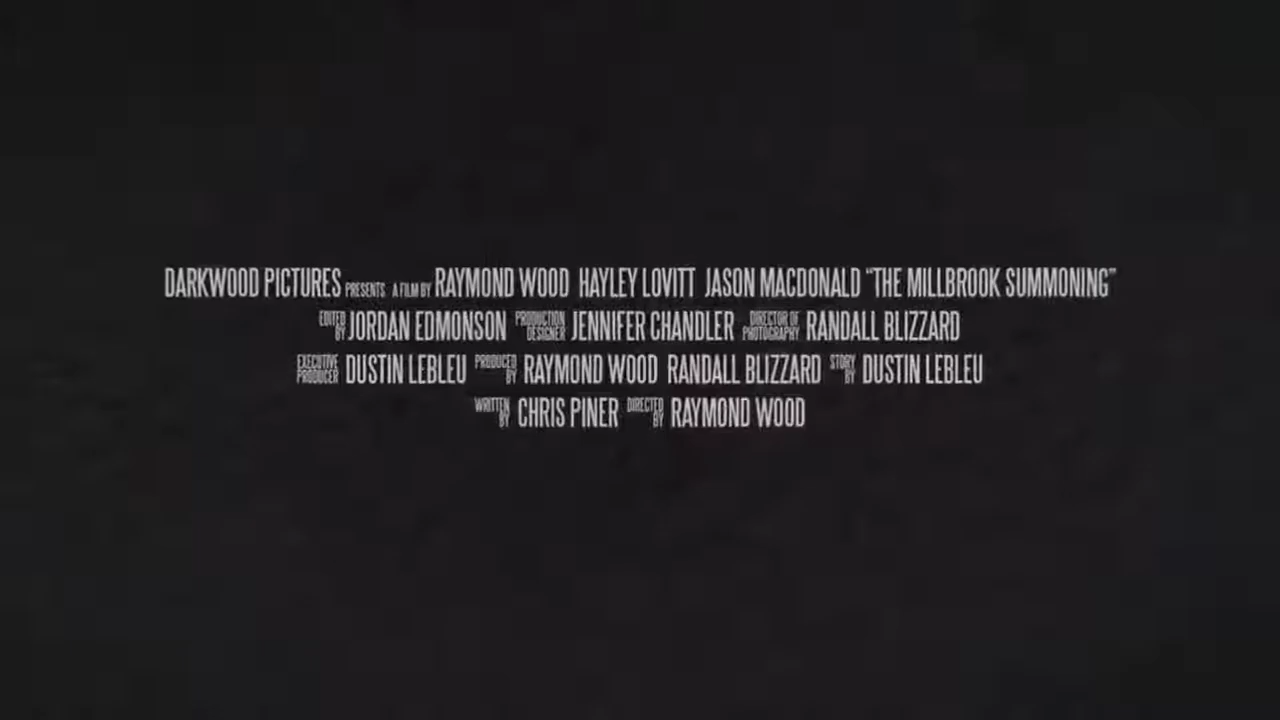 DARKWOOD PICTURES PRESENTS A FILM BY RAYMOND WOOD HAYLEY LOVITT JASON MACDONALD "THE MILLBROOK SUMMONING"
EDITED BY JORDAN EDMONSON PRODUCTION DESIGNER JENNIFER CHANDLER DIRECTOR OF PHOTOGRAPHY RANDALL BLIZZARD
EXECUTIVE PRODUCER DUSTIN LEBLEU PRODUCED BY RAYMOND WOOD RANDALL BLIZZARD STORY BY DUSTIN LEBLEU
WRITTEN BY CHRIS PINER DIRECTED BY RAYMOND WOOD